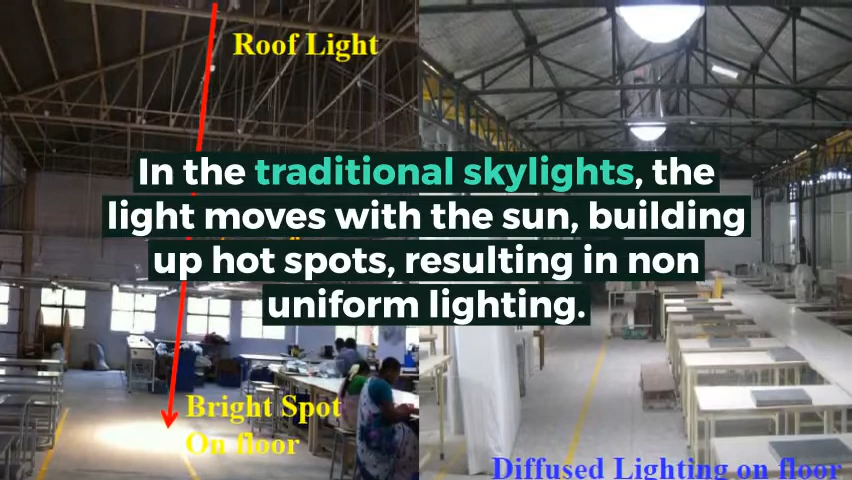 Roof Light
In the traditional skylights, the
light moves with the sun, building
up hot spots, resulting in non
uniform lighting.
Bright Spot
On floor
Diffused Lighting on floor